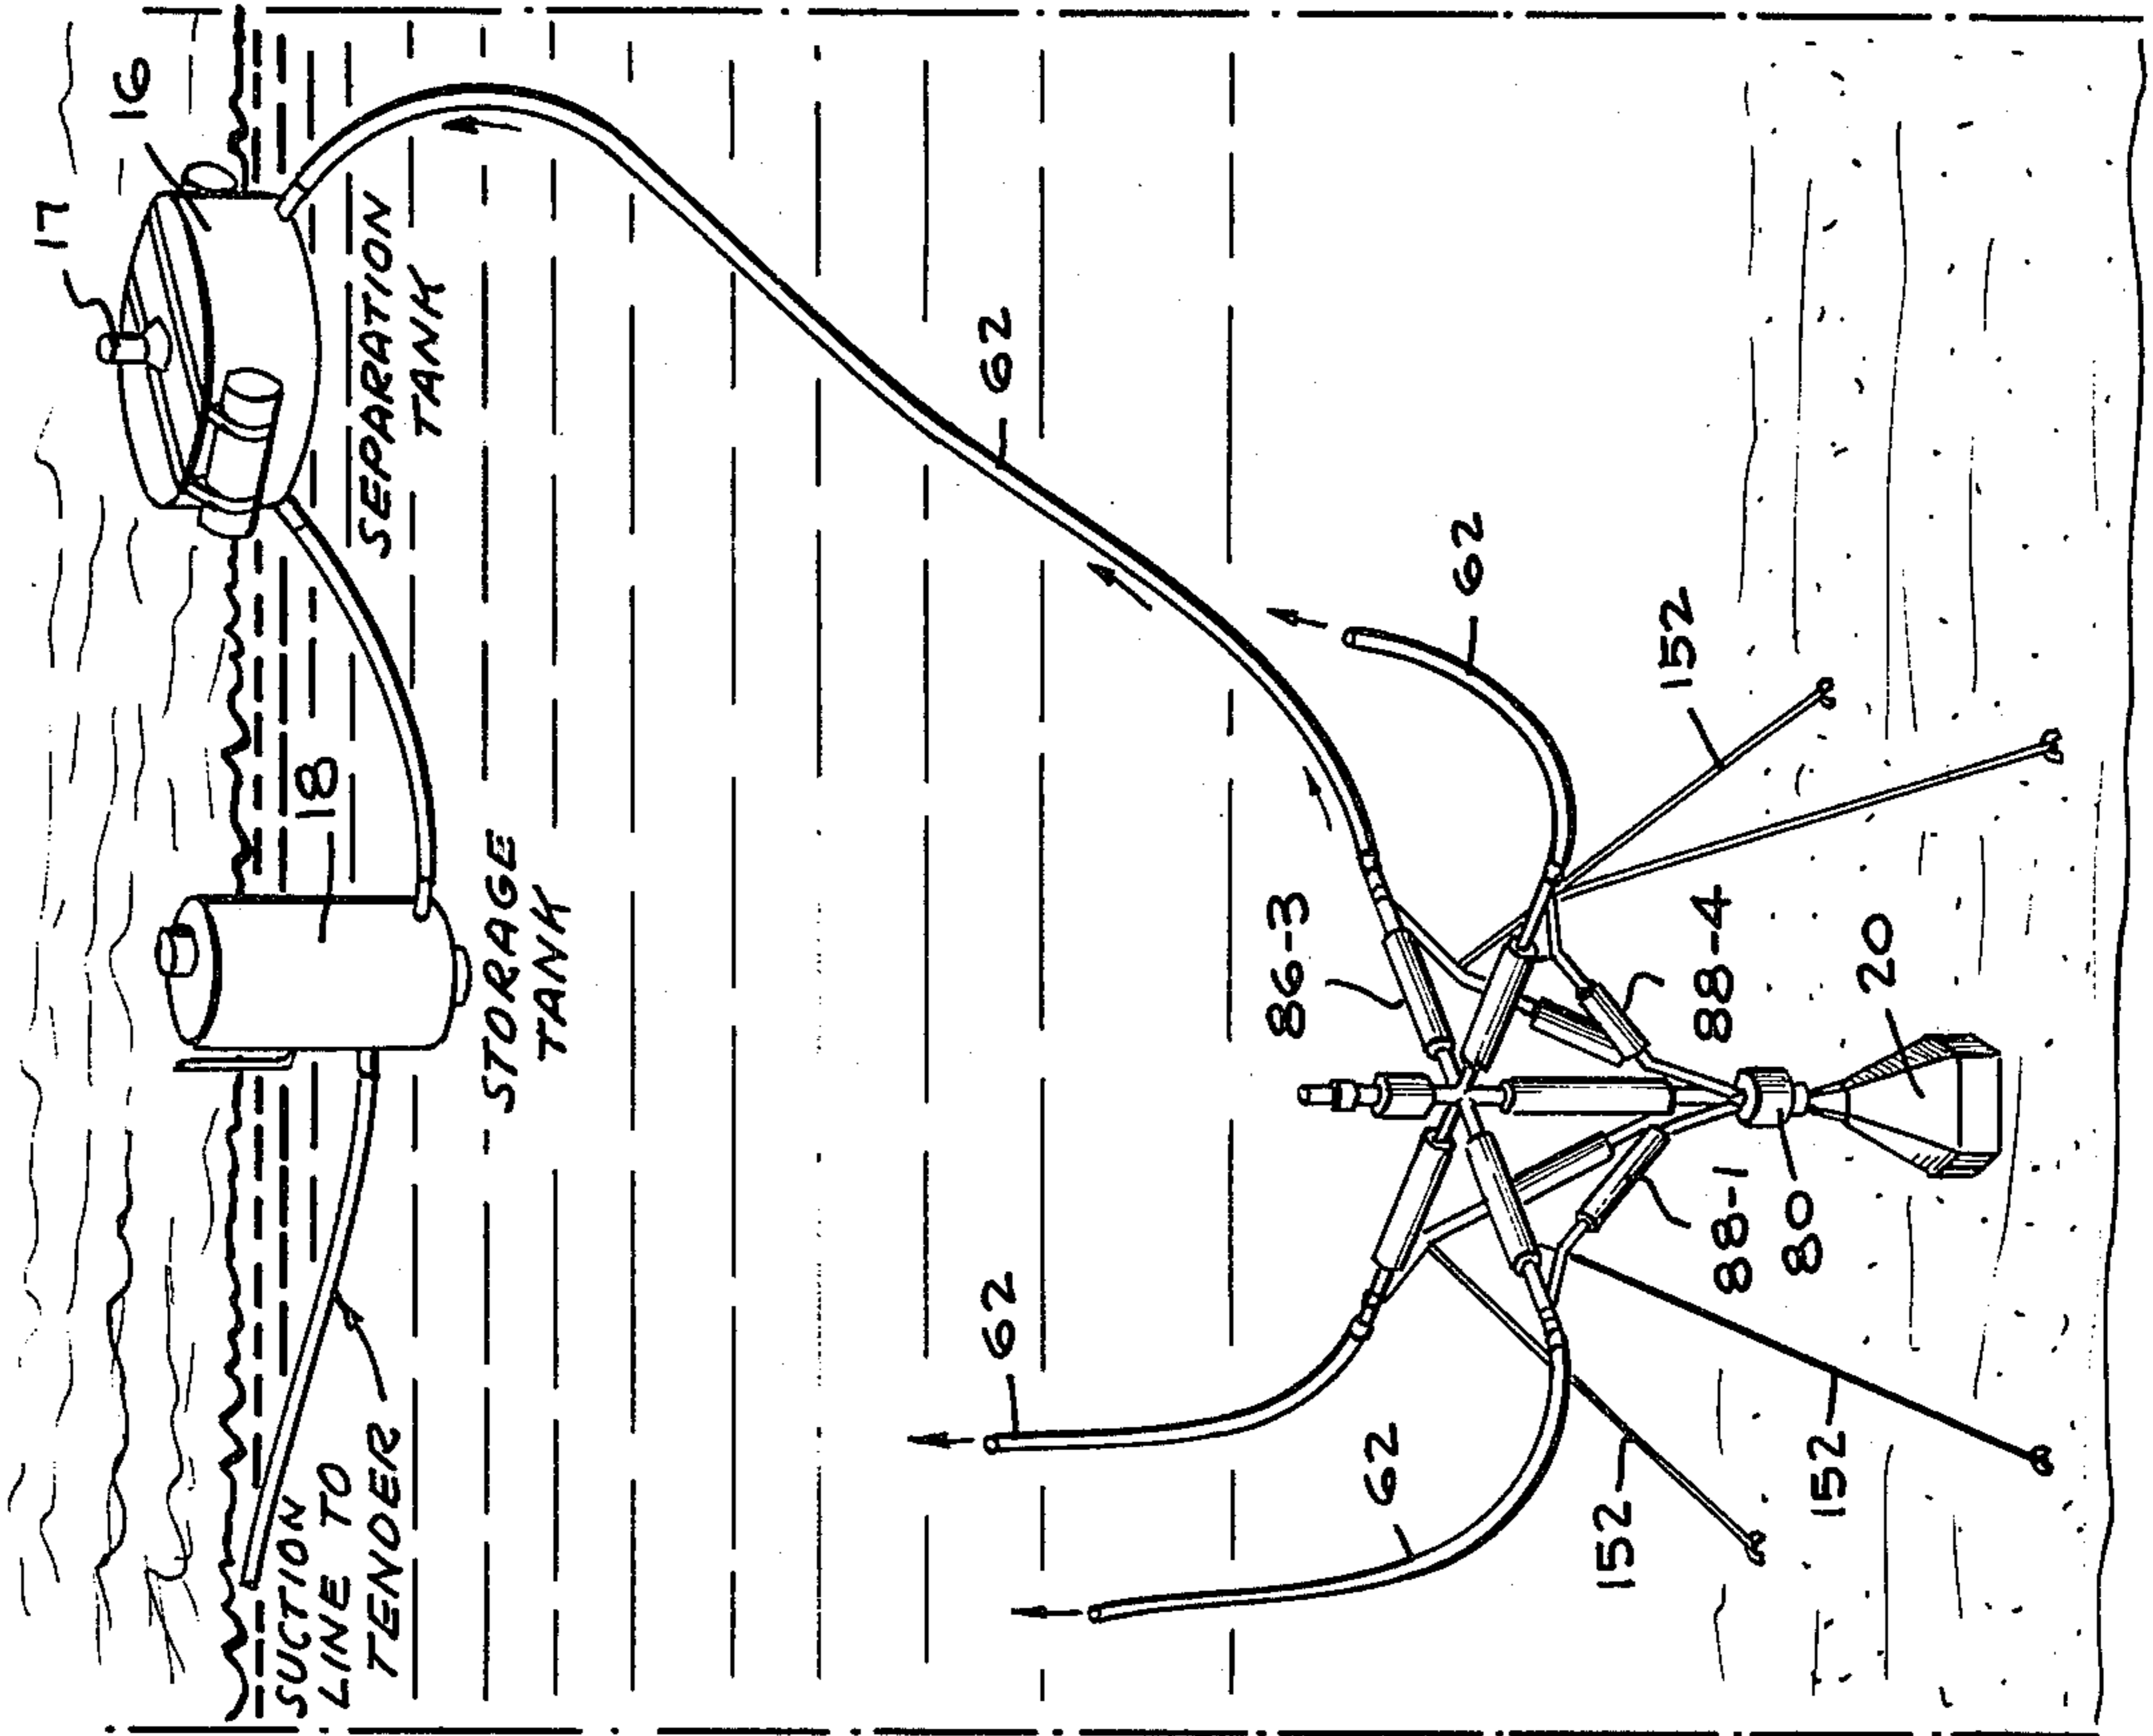 17
16
SEPARATION
TANK
18
STORAGE
TANK
SUCTION
LINE TO
TENDER
62
62
62
62
86-3
152
88-4
20
88-1
80
152
152